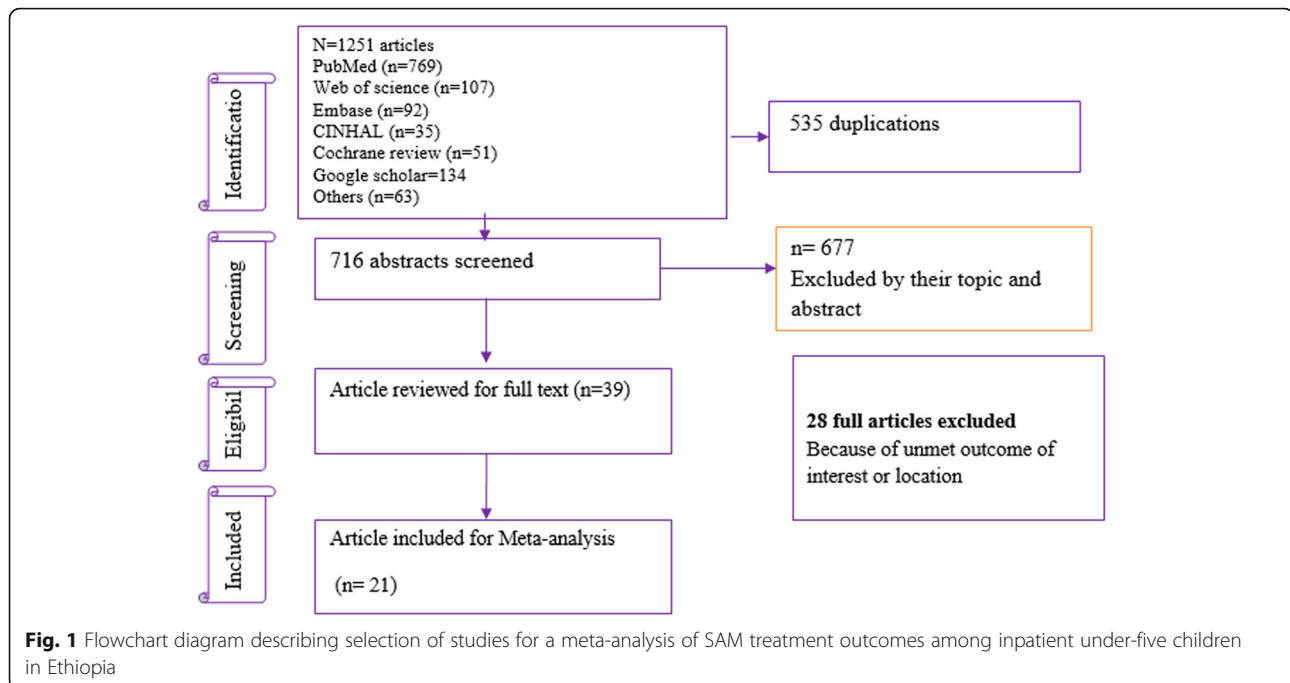 N=1251 articles
PubMed (n=769)
Web of science (n=107)
Embase (n=92)
CINHAL (n=35)
Cochrane review (n=51)
Google scholar=134
Others (n=63)
Identificatio
535 duplications
Screening
716 abstracts screened
n= 677
Excluded by their topic and
abstract
Eligibil
Article reviewed for full text (n=39)
28 full articles excluded
Because of unmet outcome of
interest or location
Included
Article included for Meta-analysis
(n= 21)
Fig. 1 Flowchart diagram describing selection of studies for a meta-analysis of SAM treatment outcomes among inpatient under-five children
in Ethiopia